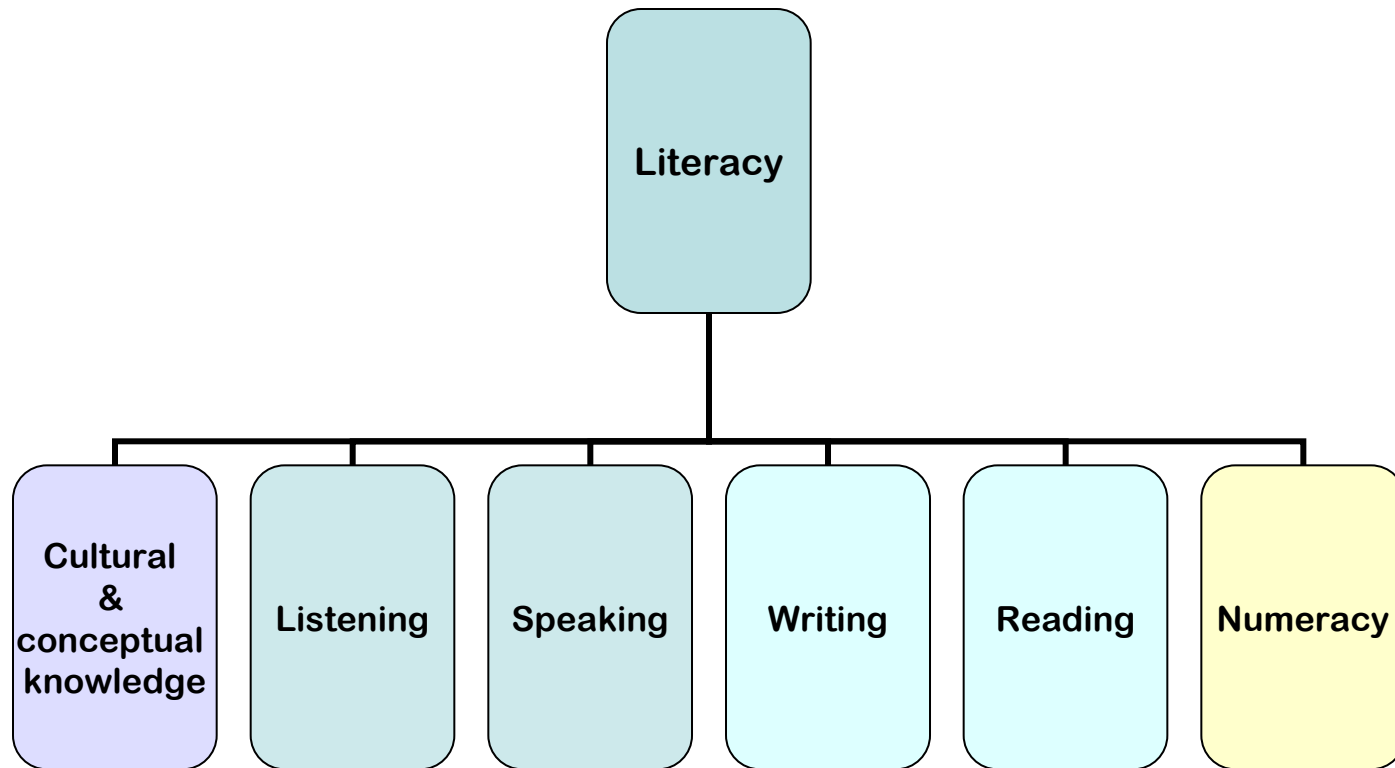 Literacy
Cultural
&
conceptual
knowledge
Listening
Speaking
Writing
Reading
Numeracy